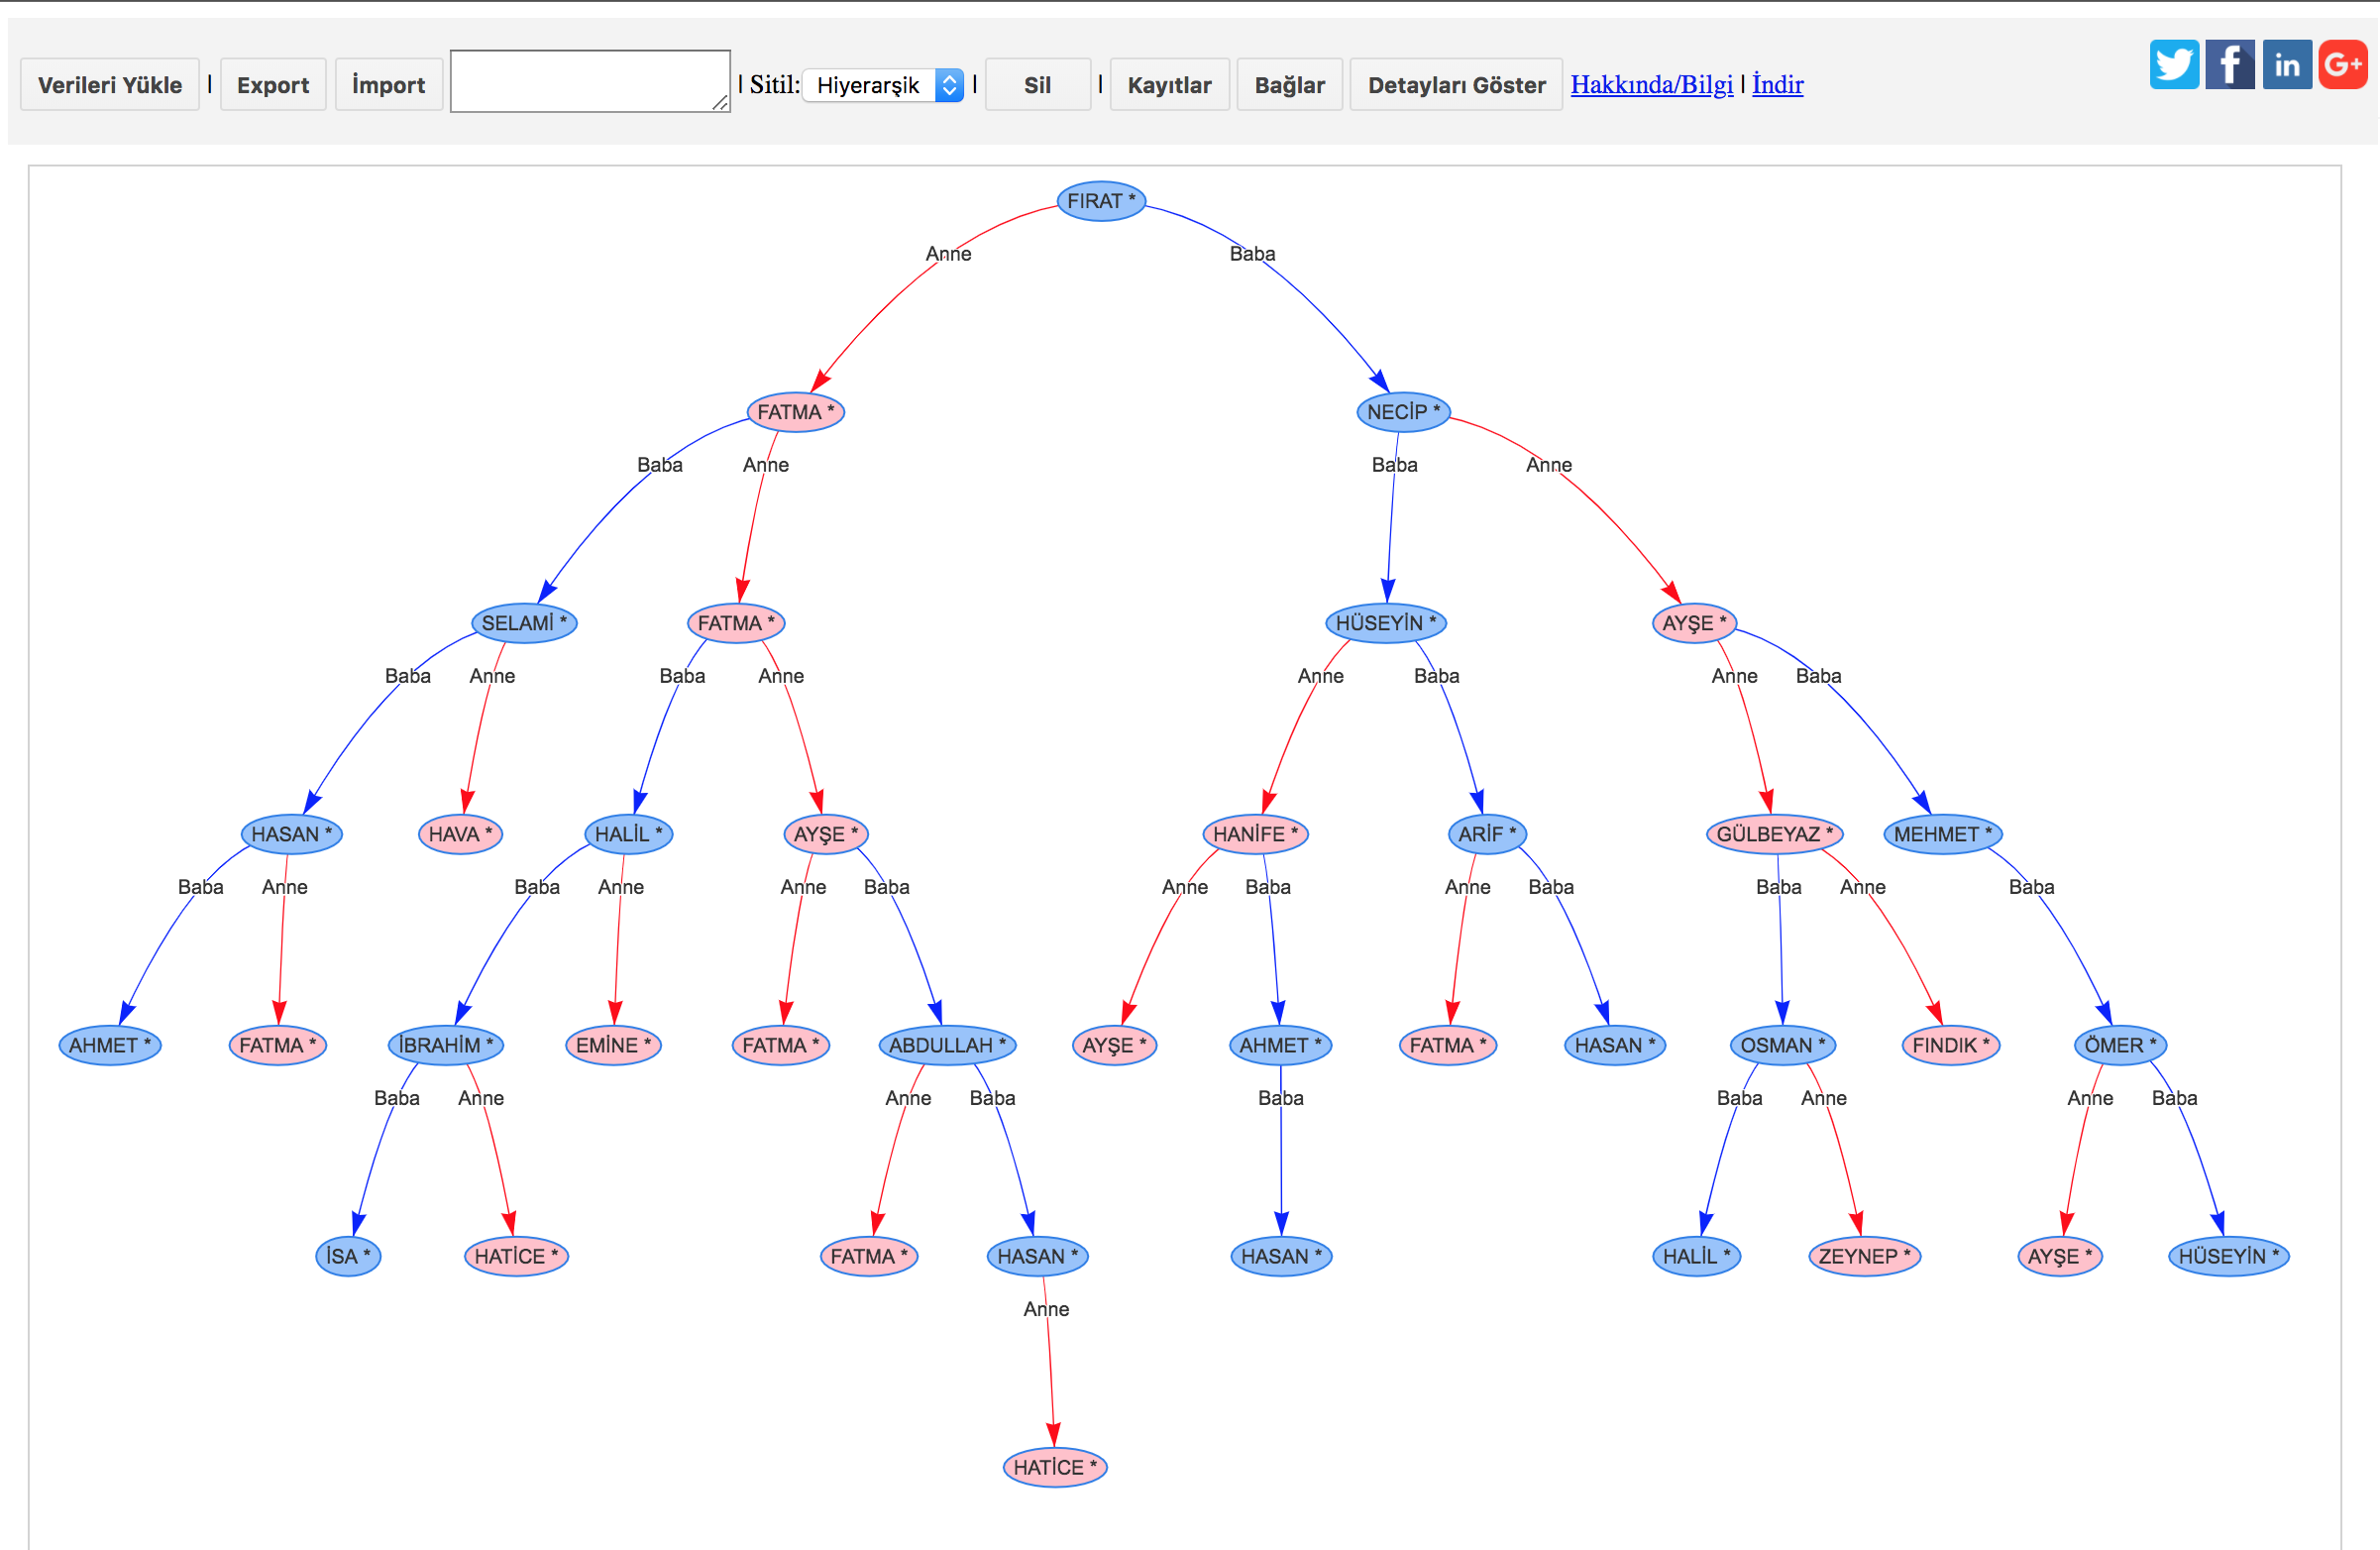 Verileri Yükle | Export İmport | Sitil: Hiyerarşik | Sil | Kayıtlar Bağlar Detayları Göster Hakkında/Bilgi | İndir
f in G+
FIRAT *
Anne Baba
FATMA * NECİP *
Baba Anne Baba Anne
SELAMİ * FATMA * HÜSEYİN * AYŞE *
Baba Anne Baba Anne Anne Baba Anne Baba
HASAN * HAVA * HALİL * AYŞE * HANİFE * ARİF * GÜLBEYAZ * MEHMET *
Baba Anne Baba Anne Anne Baba Anne Baba Anne Baba Baba Anne Baba
AHMET * FATMA * İBRAHİM * EMİNE * FATMA * ABDULLAH * AYŞE * AHMET * FATMA * HASAN * OSMAN * FINDIK * ÖMER *
Baba Anne Anne Baba Baba Baba Anne Anne Baba
İSA * HATİCE * FATMA * HASAN * HASAN * HALİL * ZEYNEP * AYŞE * HÜSEYİN *
Anne
HATİCE *